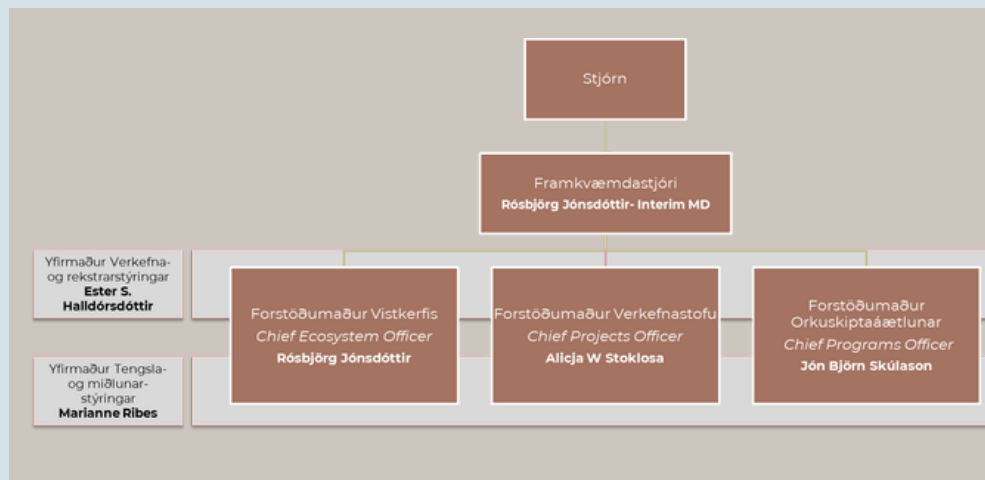 Stjórn
Framkvæmdastjóri
Rósbjörg Jónsdóttir- Interim MD
Yfirmaður Verkefna-
og rekstrarstýringar
Ester S.
Halldórsdóttir
Forstöðumaður Vistkerfis
Chief Ecosystem Officer
Rósbjörg Jónsdóttir
Forstöðumaður Verkefnastofu
Chief Projects Officer
Alicja W Stoklosa
Forstöðumaður
Orkuskiptaáætlunar
Chief Programs Officer
Jón Björn Skúlason
Yfirmaður Tengsla-
og miðlunar-
stýringar
Marianne Ribes